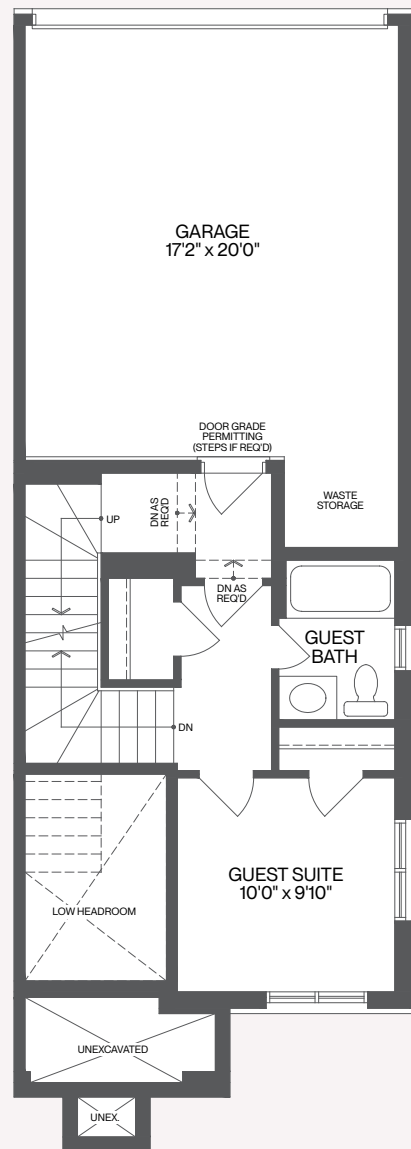 GARAGE
17'2" x 20'0"
DOOR GRADE
PERMITTING
(STEPS IF REQ'D)
WASTE
STORAGE
UP
DN AS
REQ'D
DN AS
REQ'D
GUEST
BATH
DN
GUEST SUITE
10'0" x 9'10"
LOW HEADROOM
UNEXCAVATED
UNEX.